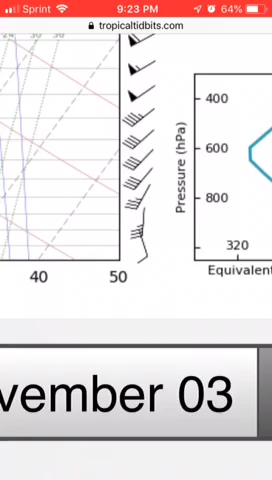 Sprint 9:23 PM 64%
tropicaltidbits.com
24 30 36
400
600
800
Pressure (hPa)
320
Equivalent
40 50
vember 03